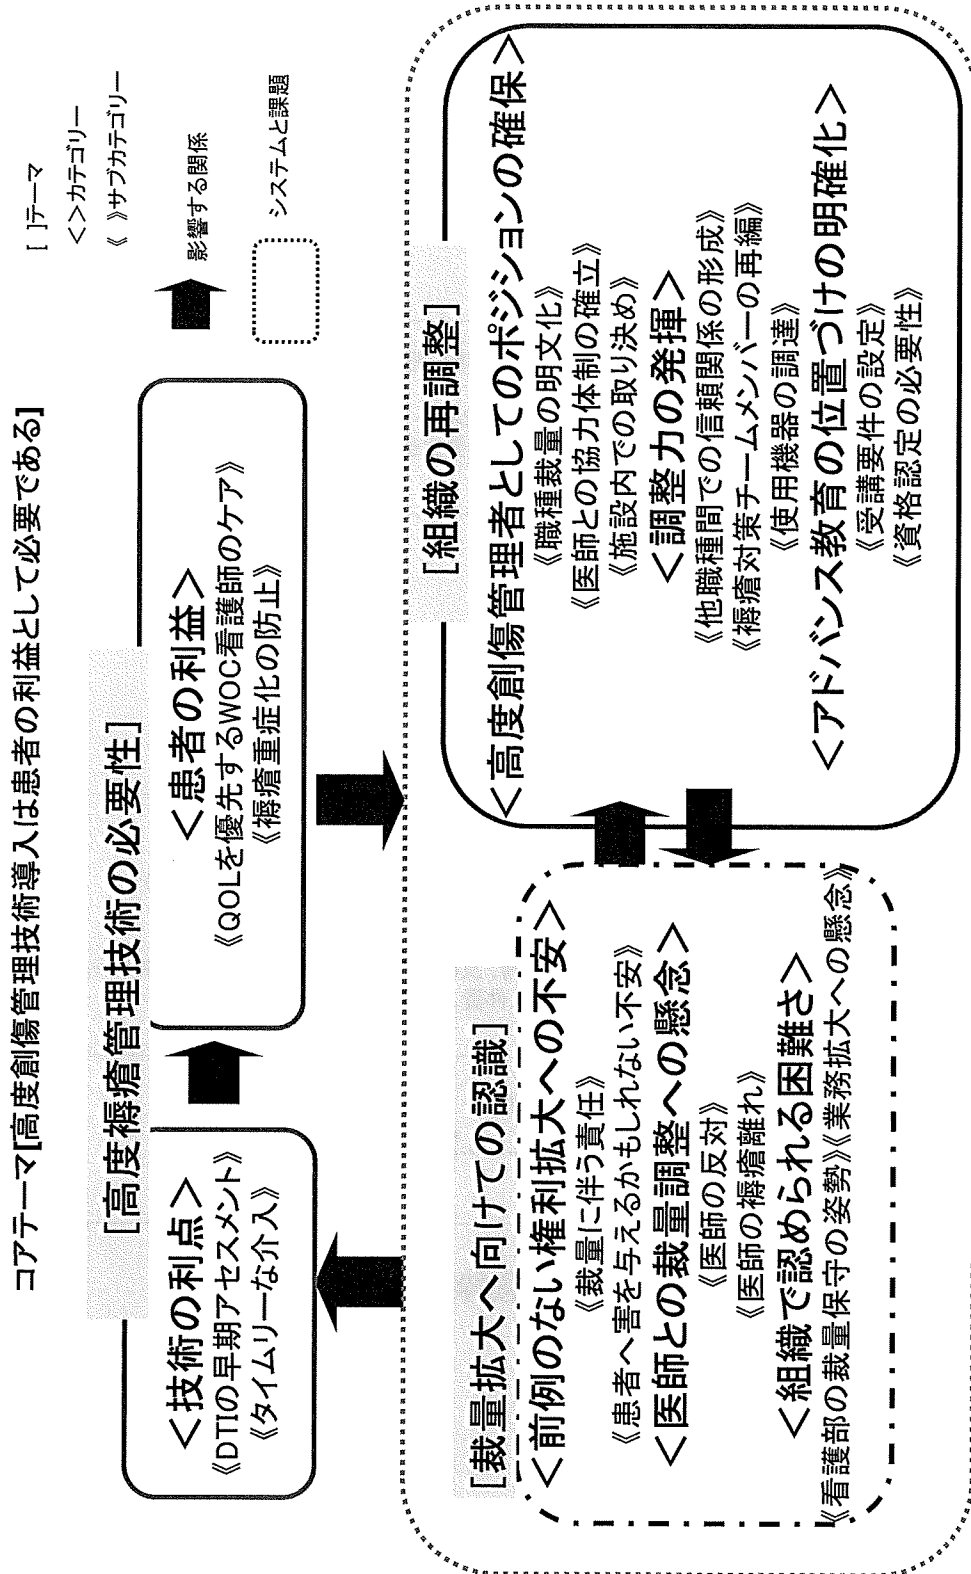 コアテーマ[高度創傷管理技術導入は患者の利益として必要である]
[ ]テーマ
<>カテゴリー
《 》サブカテゴリー
影響する関係
システムと課題
[高度褥瘡管理技術の必要性]
<技術の利点>
《DTIの早期アセスメント》
《タイムリーな介入》
<患者の利益>
《QOLを優先するWOC看護師のケア》
《褥瘡重症化の防止》
[裁量拡大へ向けての認識]
<前例のない権利拡大への不安>
《裁量に伴う責任》
《患者へ害を与えるかもしれない不安》
<医師との裁量調整への懸念>
《医師の反対》
《医師の褥瘡離れ》
<組織で認められる困難さ>
《看護部の裁量保守の姿勢》《業務拡大への懸念》
[組織の再調整]
<高度創傷管理者としてのポジションの確保>
《職種裁量の明文化》
《医師との協力体制の確立》
《施設内での取り決め》
<調整力の発揮>
《他職種間での信頼関係の形成》
《褥瘡対策チームメンバーの再編》
《使用機器の調達》
<アドバンス教育の位置づけの明確化>
《受講要件の設定》
《資格認定の必要性》